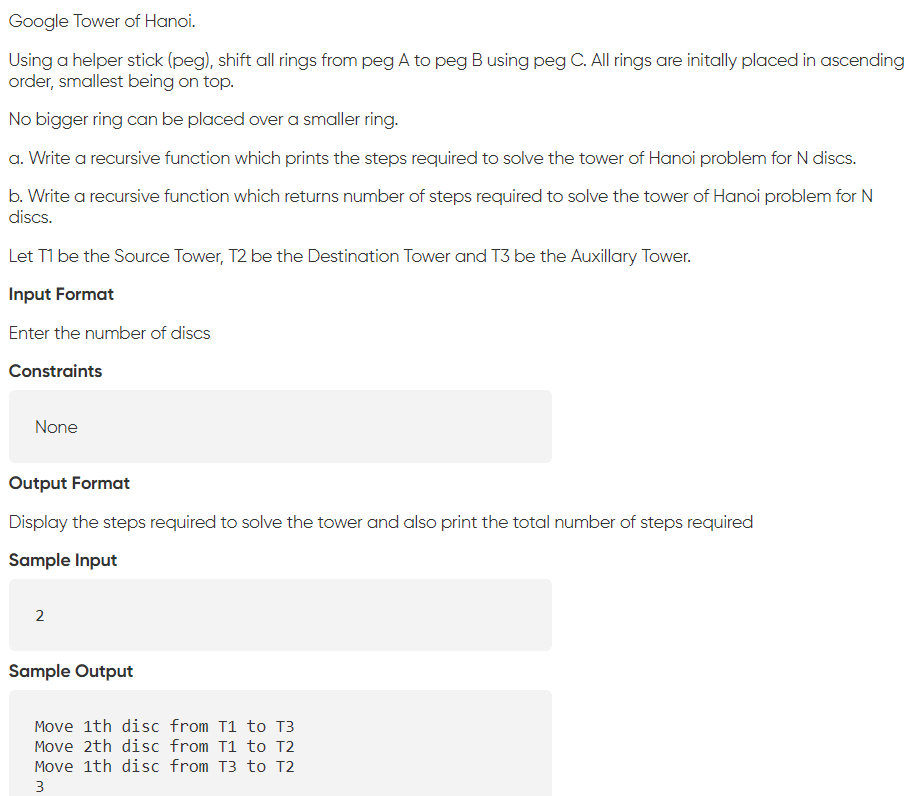 Google Tower of Hanoi.
Using a helper stick (peg), shift all rings from peg A to peg B using peg C. All rings are initally placed in ascending
order, smallest being on top.
No bigger ring can be placed over a smaller ring.
a. Write a recursive function which prints the steps required to solve the tower of Hanoi problem for N discs.
b. Write a recursive function which returns number of steps required to solve the tower of Hanoi problem for N
discs.
Let T1 be the Source Tower, T2 be the Destination Tower and T3 be the Auxillary Tower.
Input Format
Enter the number of discs
Constraints
None
Output Format
Display the steps required to solve the tower and also print the total number of steps required
Sample Input
2
Sample Output
Move 1th disc from T1 to T3
Move 2th disc from T1 to T2
Move 1th disc from T3 to T2
3